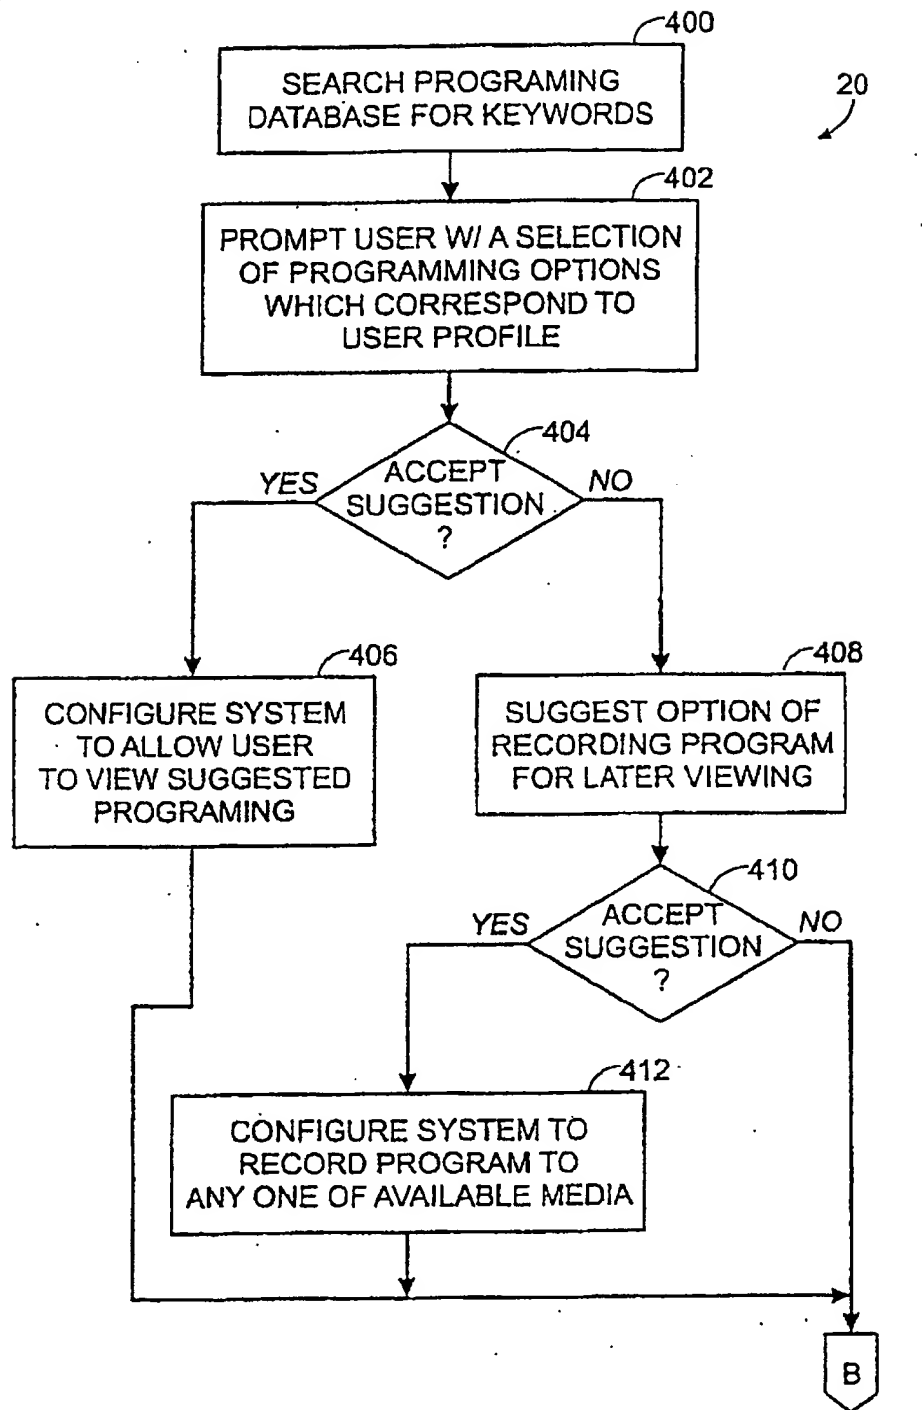 400
SEARCH PROGRAMING
DATABASE FOR KEYWORDS
20
402
PROMPT USER W/ A SELECTION
OF PROGRAMMING OPTIONS
WHICH CORRESPOND TO
USER PROFILE
404
ACCEPT
SUGGESTION
?
YES
NO
406
CONFIGURE SYSTEM
TO ALLOW USER
TO VIEW SUGGESTED
PROGRAMING
408
SUGGEST OPTION OF
RECORDING PROGRAM
FOR LATER VIEWING
410
ACCEPT
SUGGESTION
?
YES
NO
412
CONFIGURE SYSTEM TO
RECORD PROGRAM TO
ANY ONE OF AVAILABLE MEDIA
B